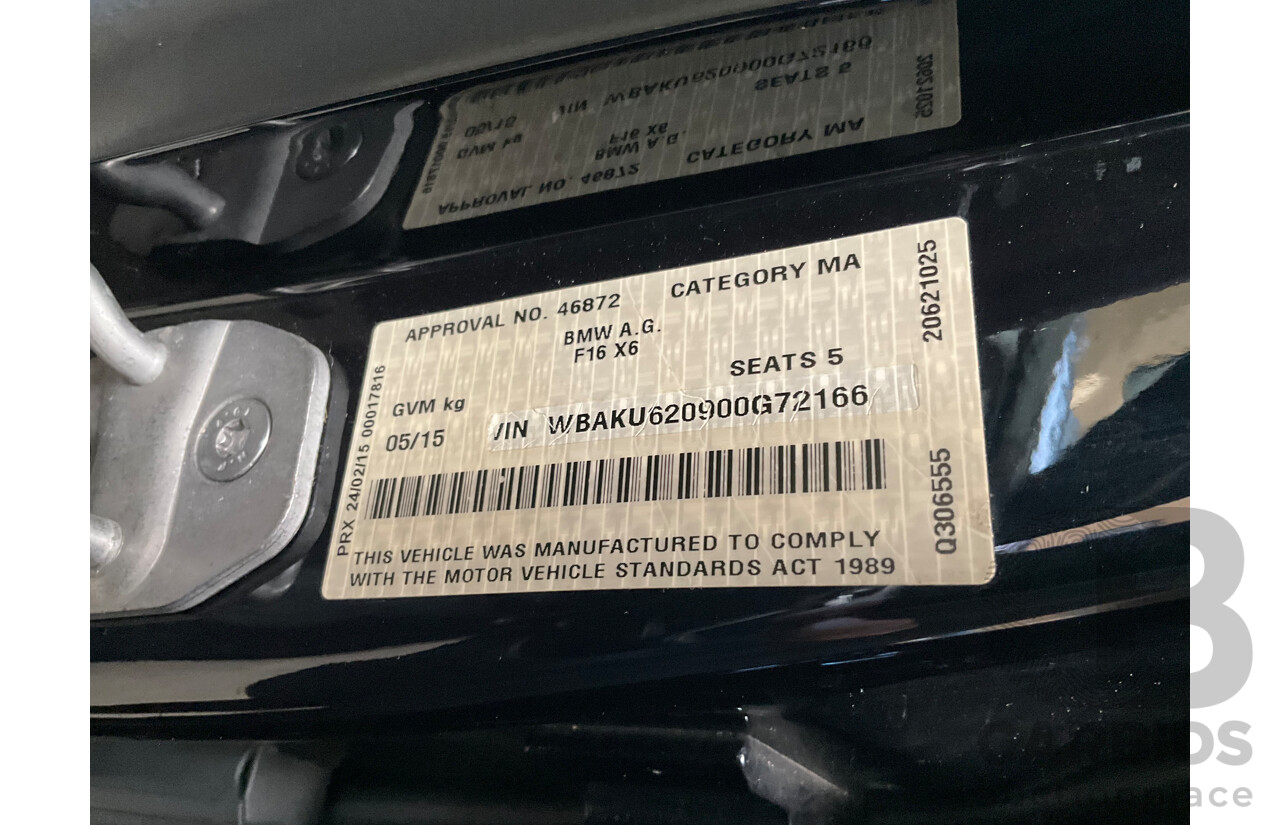 APPROVAL NO. 46872 CATEGORY MA
BMW A.G.
F16 X6
SEATS 5
GVM kg
05/15 VIN WBAKU620900G72166
THIS VEHICLE WAS MANUFACTURED TO COMPLY
WITH THE MOTOR VEHICLE STANDARDS ACT 1989
PRX 24/02/15 00017816
20621025
Q306555